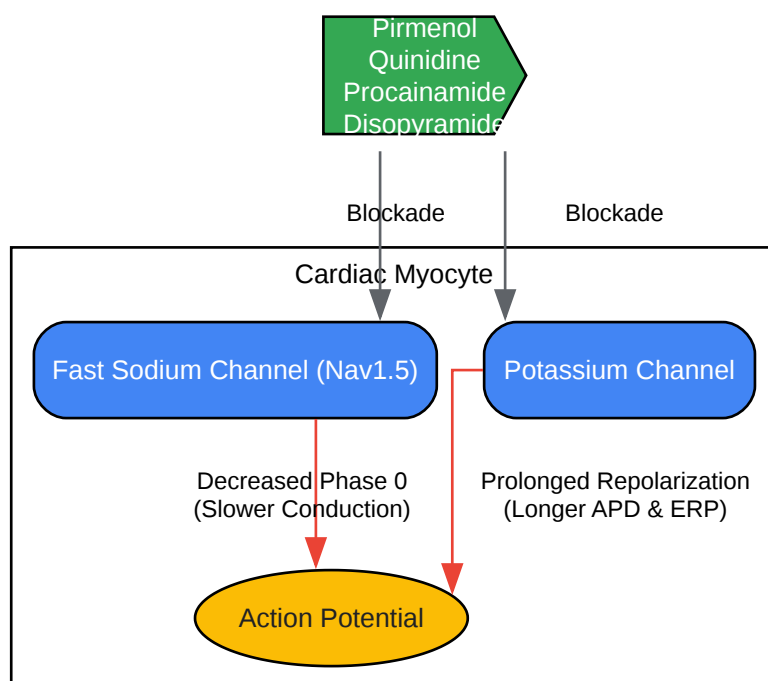 Pirmenol
Quinidine
Procainamide
Disopyramide
Blockade
Blockade
Cardiac Myocyte
Fast Sodium Channel (Nav1.5)
Potassium Channel
Decreased Phase 0
(Slower Conduction)
Prolonged Repolarization
(Longer APD & ERP)
Action Potential